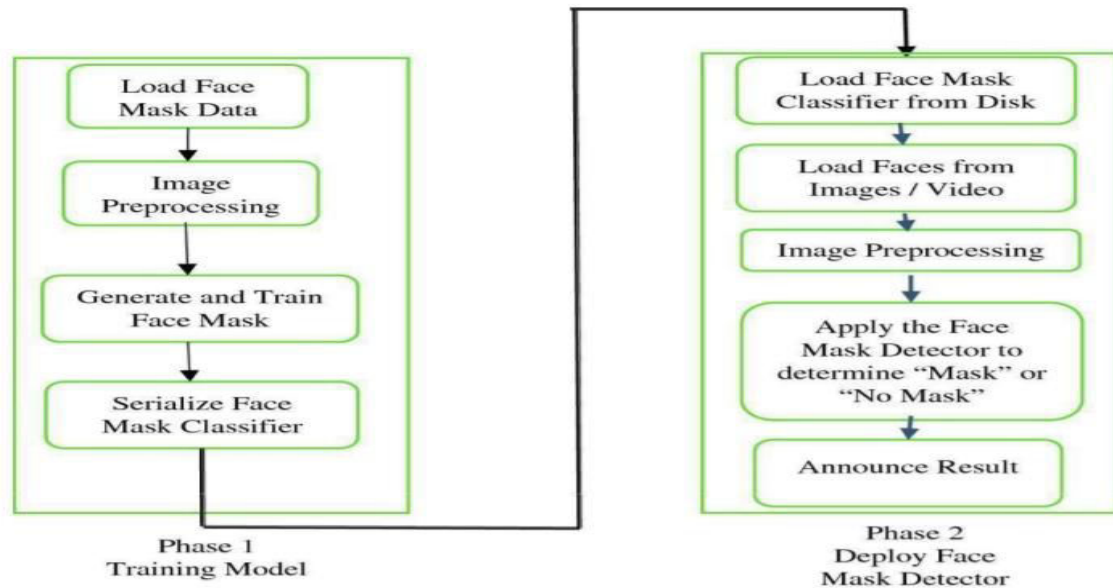 Load Face
Mask Data
Image
Preprocessing
Generate and Train
Face Mask
Serialize Face
Mask Classifier
Phase 1
Training Model
Load Face Mask
Classifier from Disk
Load Faces from
Images / Video
Image Preprocessing
Apply the Face
Mask Detector to
determine “Mask” or
“No Mask”
Announce Result
Phase 2
Deploy Face
Mask Detector